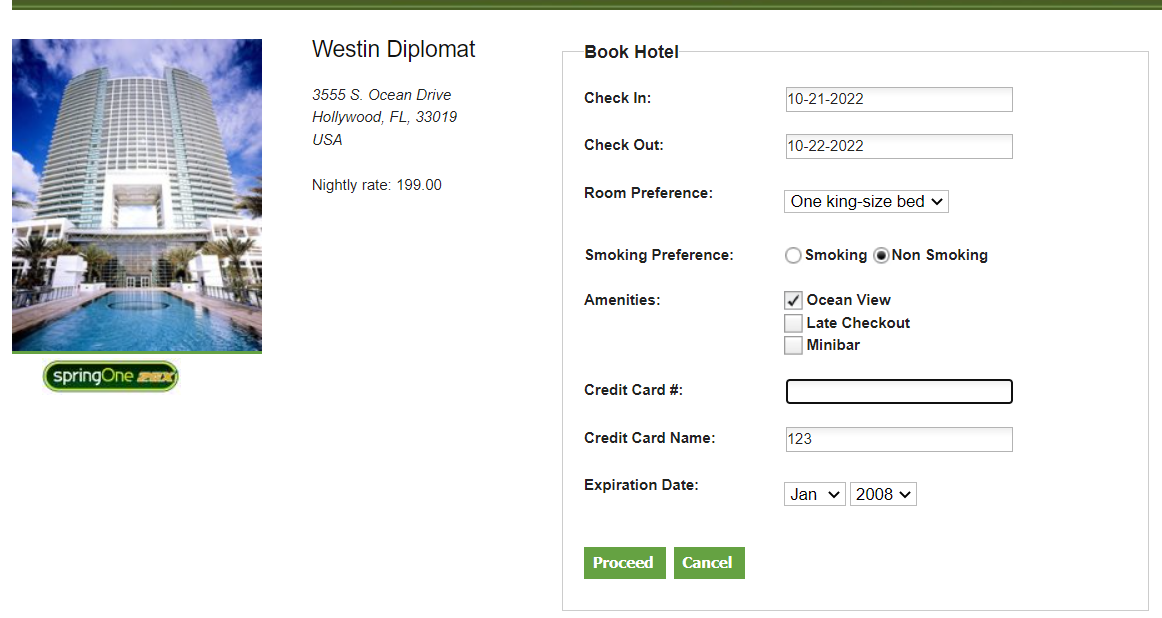 Westin Diplomat
3555 S. Ocean Drive
Hollywood, FL, 33019
USA
Nightly rate: 199.00
springOne 2GX
Book Hotel
Check In: 10-21-2022
Check Out: 10-22-2022
Room Preference: One king-size bed
Smoking Preference: Smoking Non Smoking
Amenities: Ocean View
Late Checkout
Minibar
Credit Card #:
Credit Card Name: 123
Expiration Date: Jan 2008
Proceed Cancel